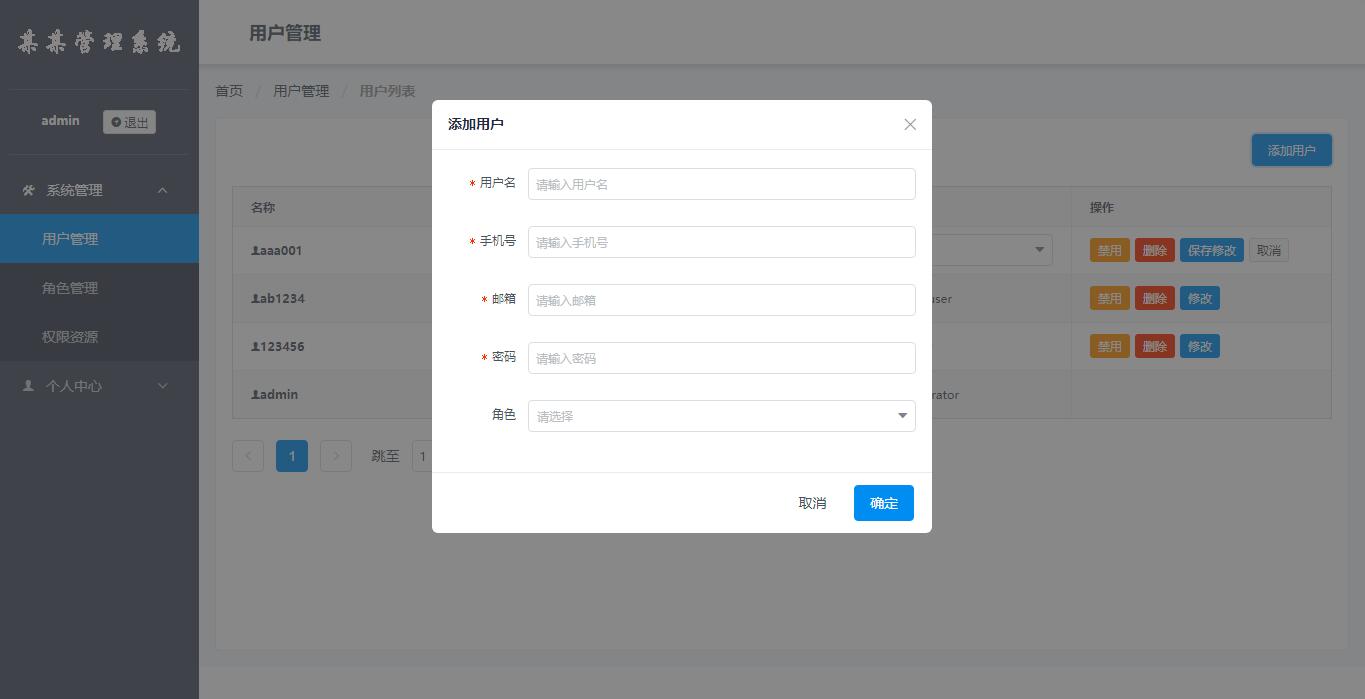 某某管理系统
用户管理
首页 / 用户管理 / 用户列表
admin 退出
添加用户
添加用户
系统管理
用户管理
角色管理
权限资源
个人中心
名称 操作
aaa001 禁用 删除 保存修改 取消
ab1234 user 禁用 删除 修改
123456 禁用 删除 修改
admin rator
1 跳至 1
* 用户名 请输入用户名
* 手机号 请输入手机号
* 邮箱 请输入邮箱
* 密码 请输入密码
角色 请选择
取消 确定